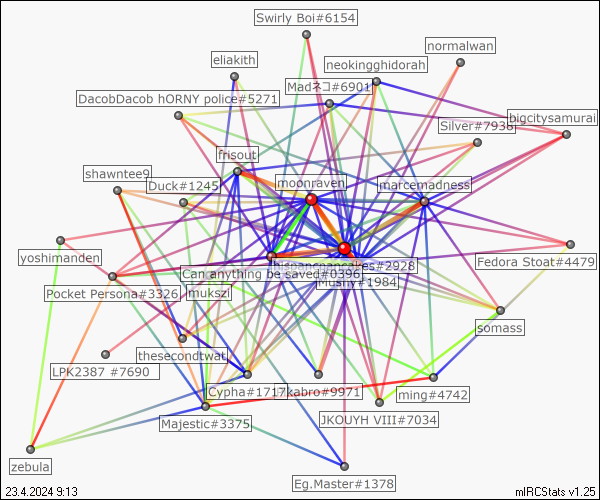 Swirly Boi#6154
normalwan
eliakith
neokingghidorah
Madネコ#6901
DacobDacob hORNY police#5271
bigcitysamurai
Silver#7938
frisout
shawntee9
Duck#1245
moonraven
marcemadness
yoshimanden
Fedora Stoat#4479
hispanicpancakes#2928
Can anything be saved#0396
Mushy#1984
Pocket Persona#3326
mukszi
somass
thesecondtwat
LPK2387 #7690
Cypha#1717
kabro#9971
ming#4742
Majestic#3375
JKOUYH VIII#7034
zebula
Eg.Master#1378
23.4.2024 9:13
mIRCStats v1.25